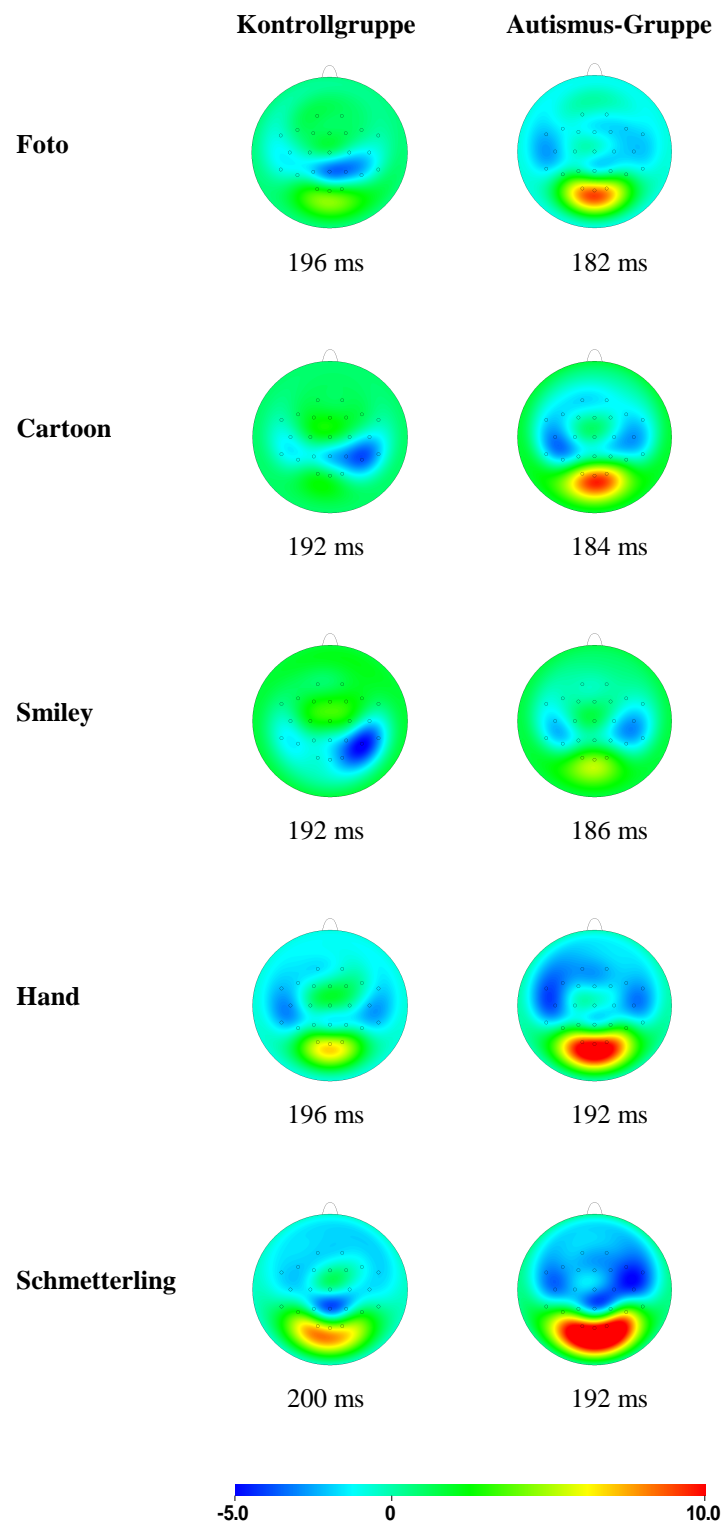 Kontrollgruppe Autismus-Gruppe
Foto
196 ms 182 ms
Cartoon
192 ms 184 ms
Smiley
192 ms 186 ms
Hand
196 ms 192 ms
Schmetterling
200 ms 192 ms
-5.0 0 10.0